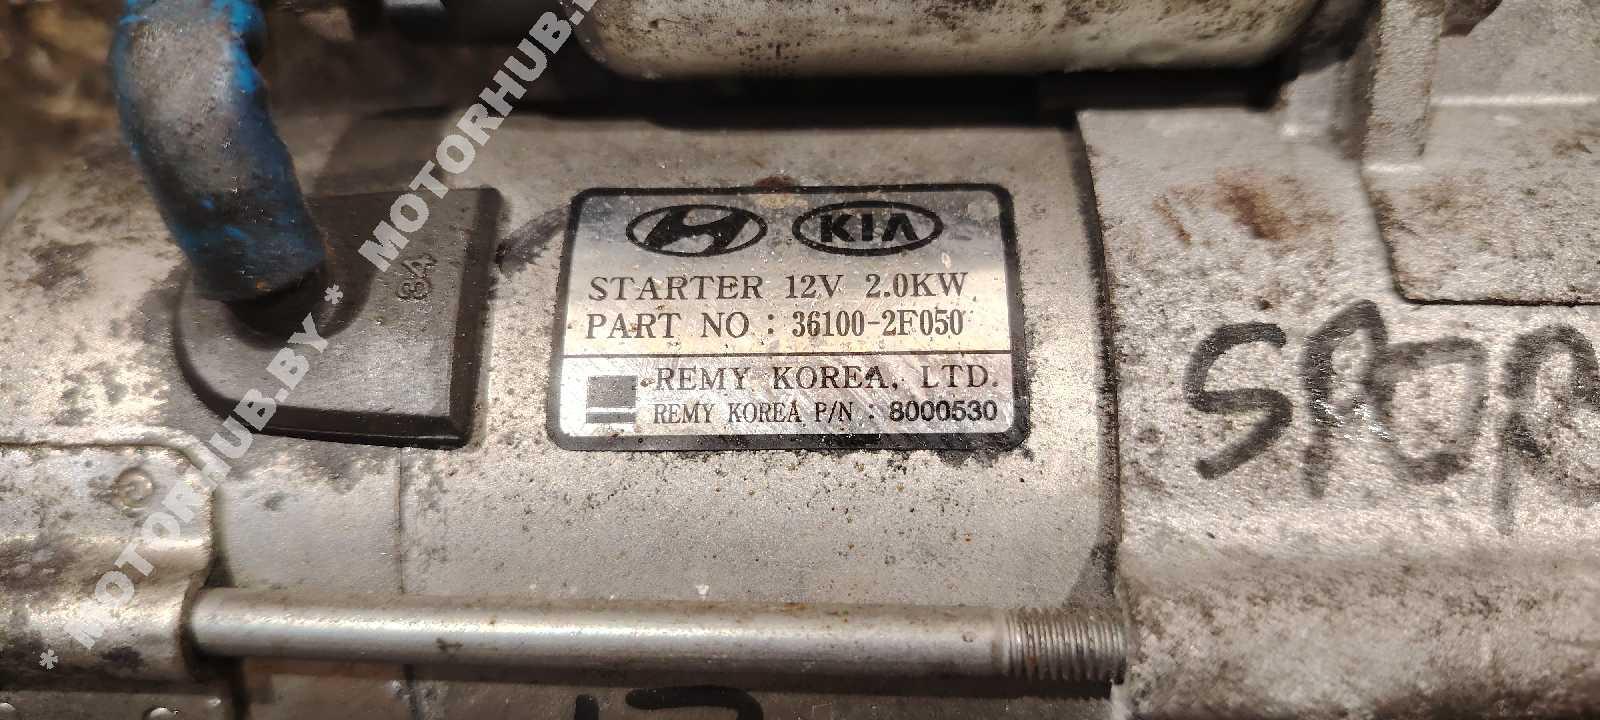 KIA
STARTER 12V 2.0KW
PART NO : 36100-2F050
REMY KOREA, LTD.
REMY KOREA P/N : 8000530
* MOTORHUB.BY * MOTORHUB.BY